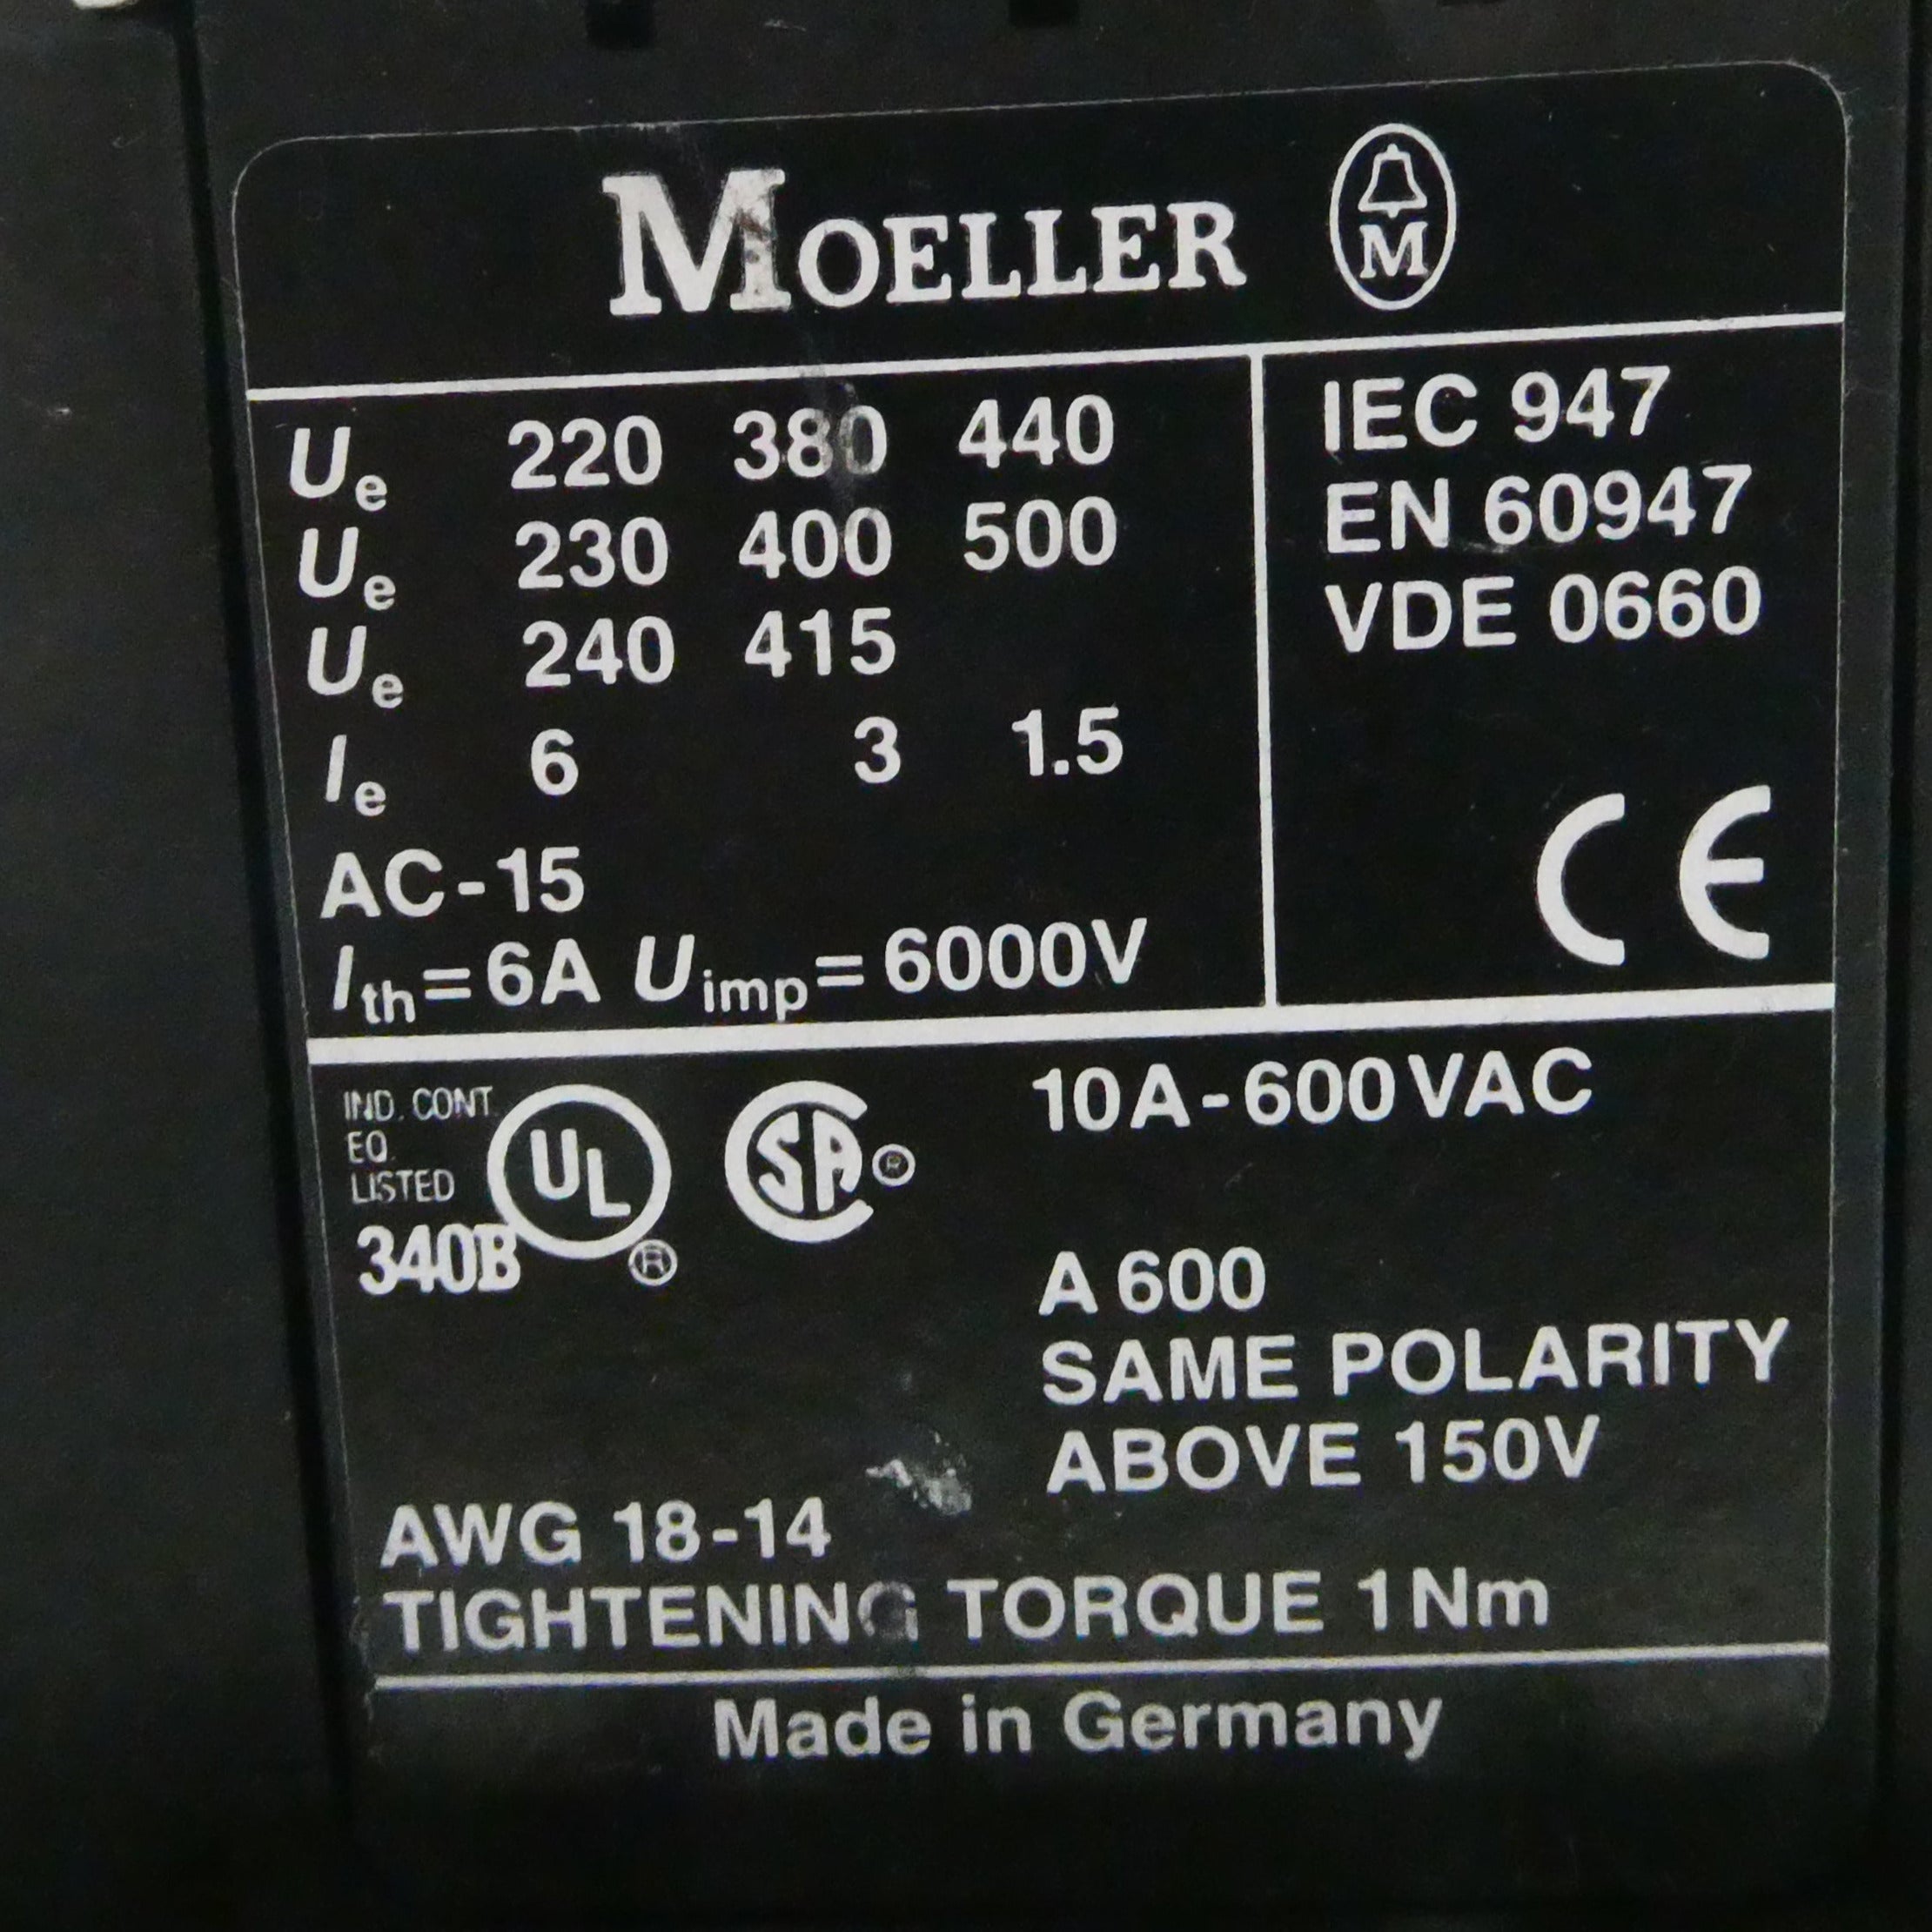 MOELLER M
Ue 220 380 440
Ue 230 400 500
Ue 240 415
Ie 6 3 1.5
AC-15
Ith=6A Uimp=6000V
IEC 947
EN 60947
VDE 0660
CE
IND. CONT.
EQ.
LISTED
340B
UL ®
CSA ®
10A-600VAC
A600
SAME POLARITY
ABOVE 150V
AWG 18-14
TIGHTENING TORQUE 1Nm
Made in Germany